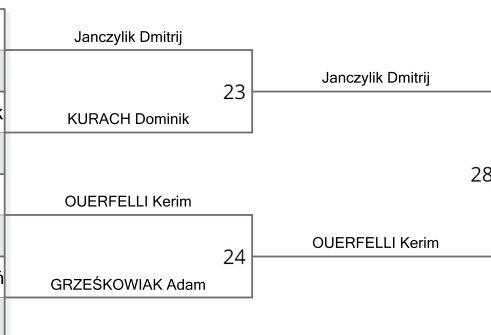 Janczylik Dmitrij
23
Janczylik Dmitrij
KURACH Dominik
28
OUERFELLI Kerim
24
OUERFELLI Kerim
GRZEŚKOWIAK Adam